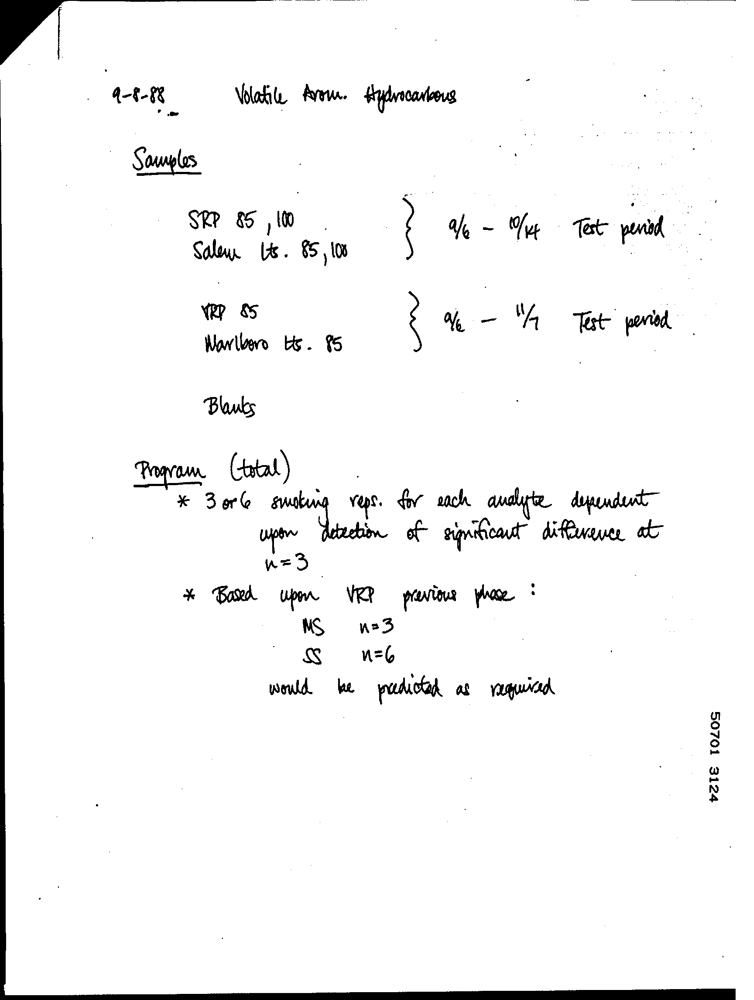 9-8-88 Volatile Arom. Hydrocarbons
Samples
SRP 85, 100 } 9/6 - 10/14 Test period
Salem Lts. 85, 100
VRP 85 } 9/6 - 11/7 Test period
Marlboro Lts. 85
Blanks
Program (total)
* 3 or 6 smoking reps. for each analyte dependent
upon detection of significant difference at
n=3
* Based upon VRP previous phase :
MS n=3
SS n=6
would be predicted as required
50701 3124